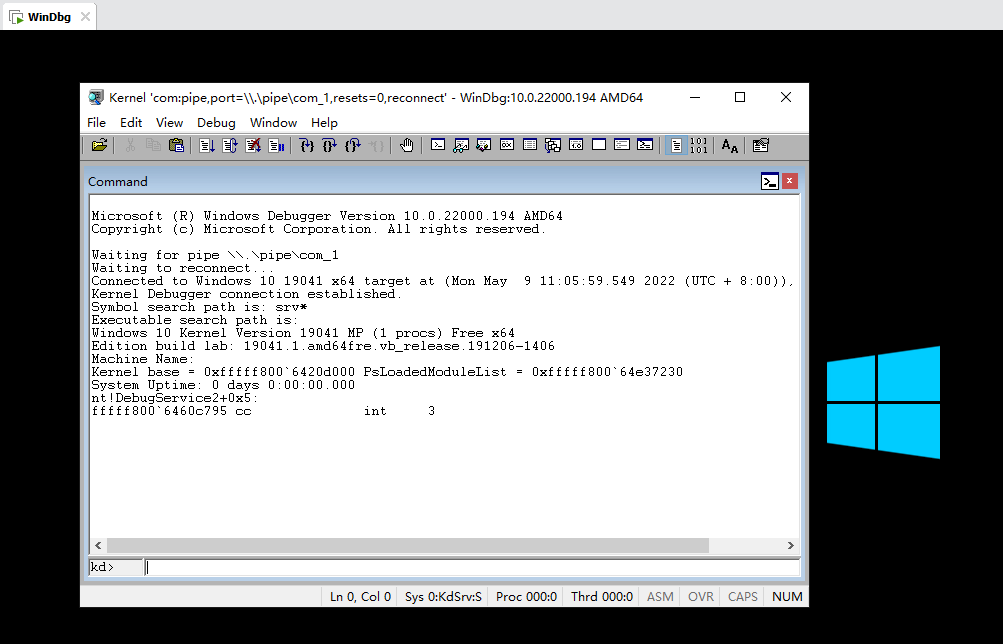 WinDbg
Kernel 'com:pipe,port=\\.\pipe\com_1,resets=0,reconnect' - WinDbg:10.0.22000.194 AMD64
File Edit View Debug Window Help
101
101
AA
Command
Microsoft (R) Windows Debugger Version 10.0.22000.194 AMD64
Copyright (c) Microsoft Corporation. All rights reserved.
Waiting for pipe \\.\pipe\com_1
Waiting to reconnect...
Connected to Windows 10 19041 x64 target at (Mon May  9 11:05:59.549 2022 (UTC + 8:00)),
Kernel Debugger connection established.
Symbol search path is: srv*
Executable search path is:
Windows 10 Kernel Version 19041 MP (1 procs) Free x64
Edition build lab: 19041.1.amd64fre.vb_release.191206-1406
Machine Name:
Kernel base = 0xfffff800`6420d000 PsLoadedModuleList = 0xfffff800`64e37230
System Uptime: 0 days 0:00:00.000
nt!DebugService2+0x5:
fffff800`6460c795 cc              int     3
kd>
Ln 0, Col 0 Sys 0:KdSrv:S Proc 000:0 Thrd 000:0 ASM OVR CAPS NUM